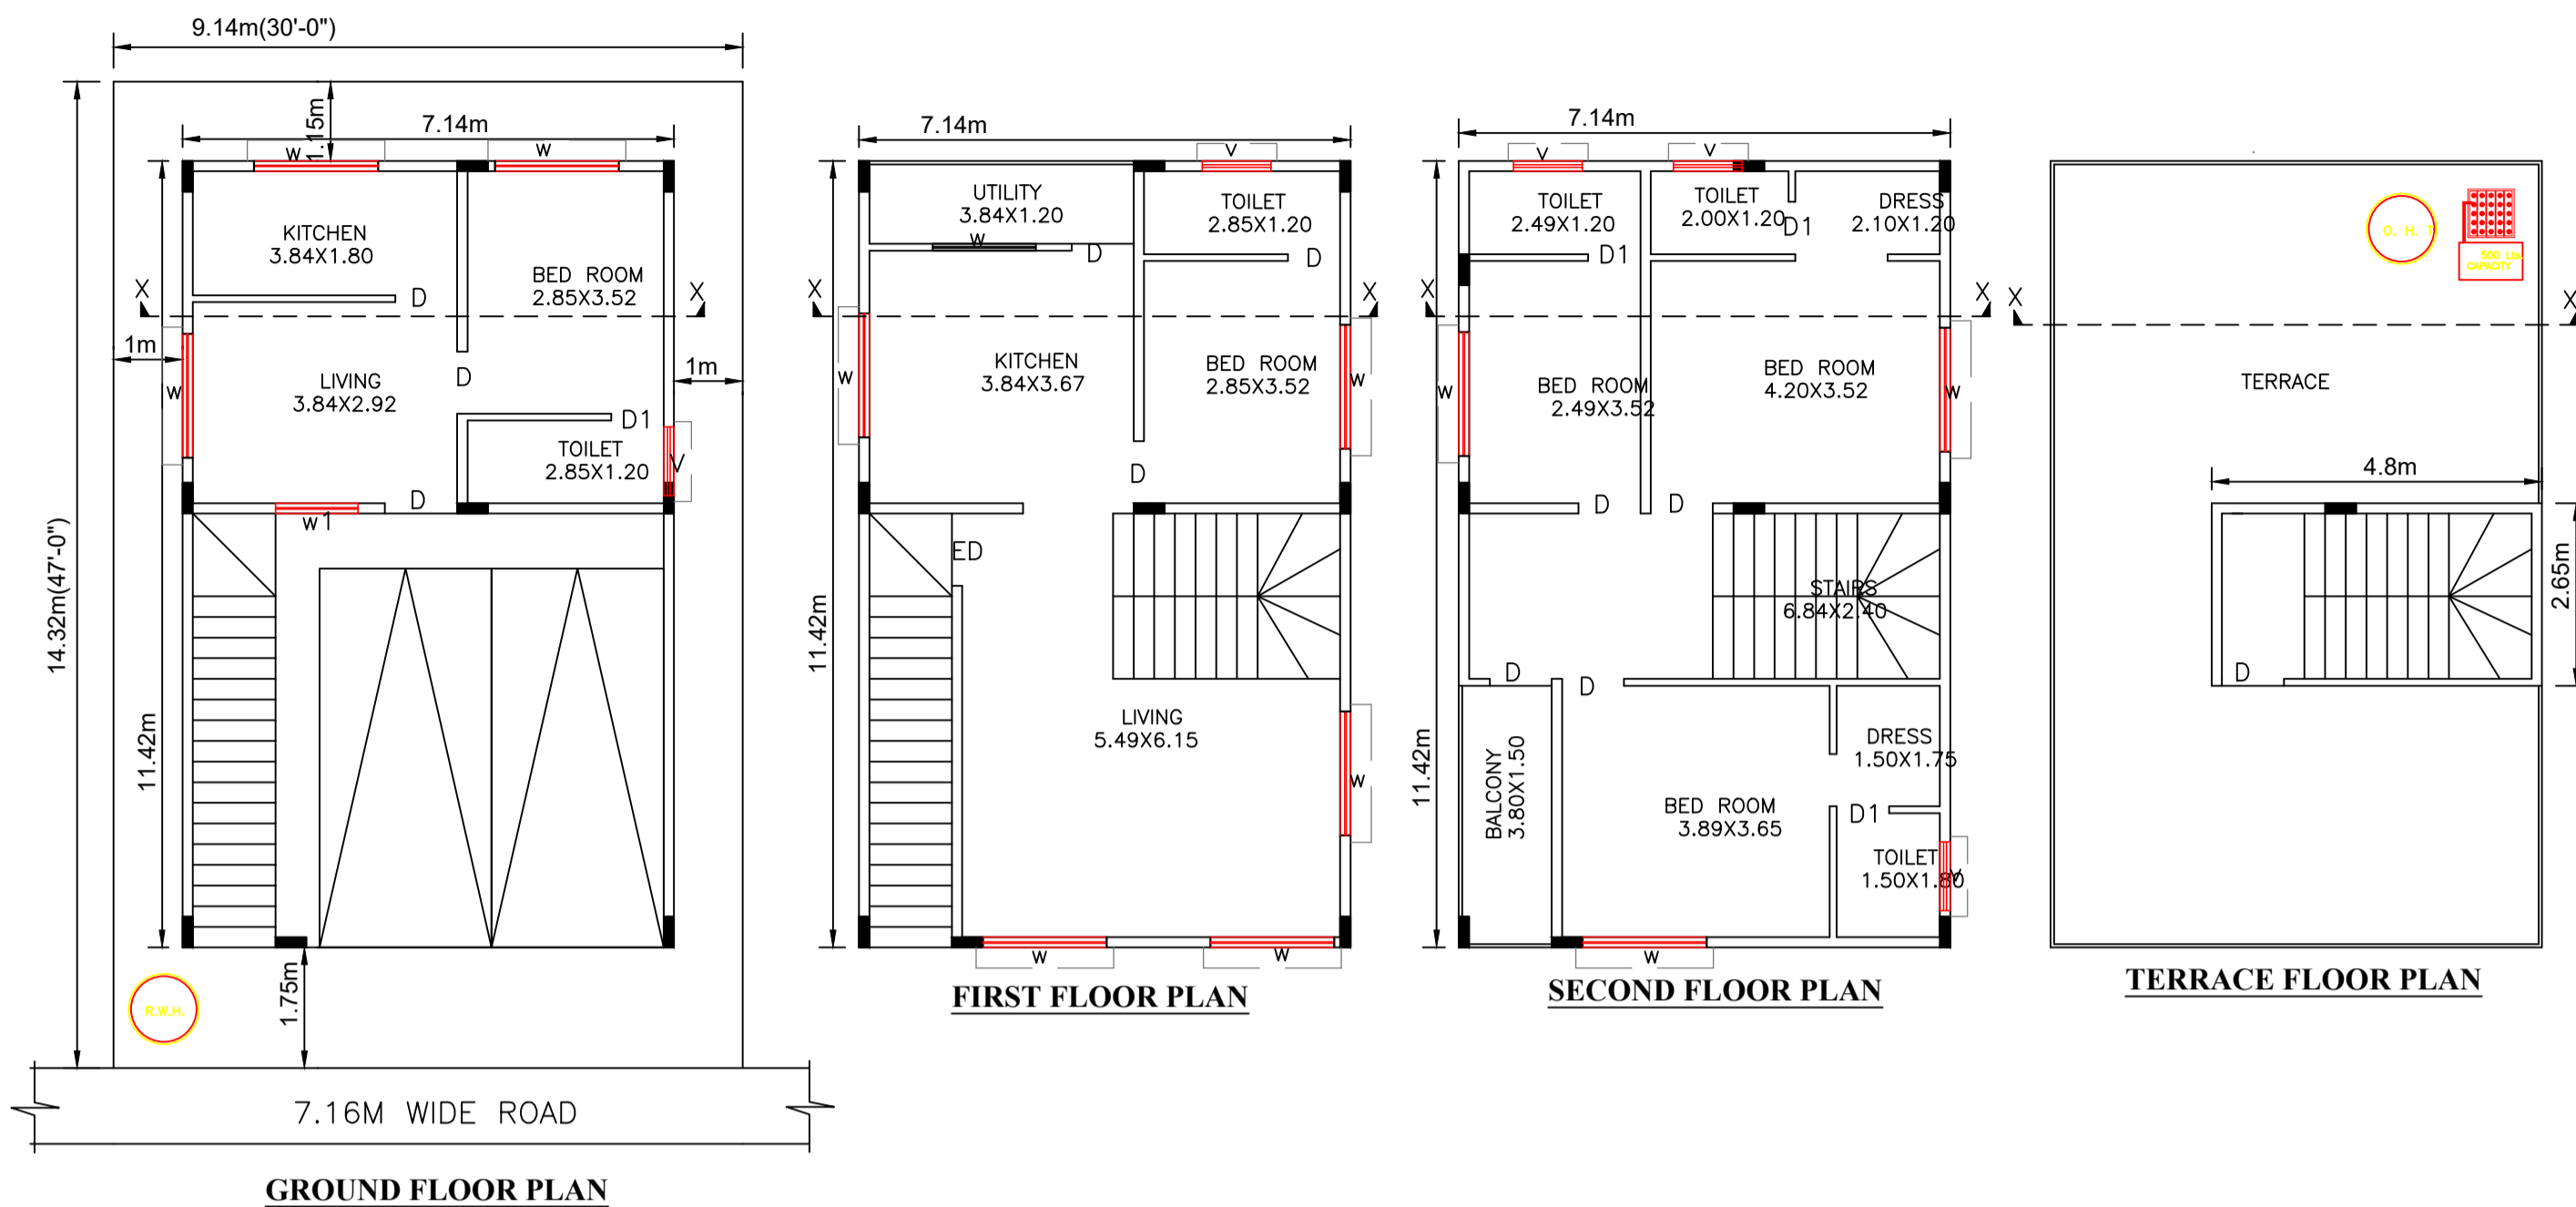 9.14m(30'-0")
1.15m
7.14m
W
W
KITCHEN
3.84X1.80
BED ROOM
2.85X3.52
D
X
X
1m
1m
W
LIVING
3.84X2.92
D
D1
TOILET
2.85X1.20
V
D
W1
14.32m(47'-0")
11.42m
1.75m
R.W.H.
7.16M WIDE ROAD
GROUND FLOOR PLAN
7.14m
V
UTILITY
3.84X1.20
TOILET
2.85X1.20
W
D
D
X
X
W
KITCHEN
3.84X3.67
BED ROOM
2.85X3.52
W
D
ED
11.42m
LIVING
5.49X6.15
W
W
W
FIRST FLOOR PLAN
7.14m
V
V
TOILET
2.49X1.20
TOILET
2.00X1.20
DRESS
2.10X1.20
D1
D1
X
X
W
BED ROOM
2.49X3.52
BED ROOM
4.20X3.52
W
D
D
STAIRS
6.84X2.40
D
D
11.42m
BALCONY
3.80X1.50
DRESS
1.50X1.75
BED ROOM
3.89X3.65
D1
TOILET
1.50X1.80
V
W
SECOND FLOOR PLAN
O. H. T
500 Lts
CAPACITY
X
X
TERRACE
4.8m
2.65m
D
TERRACE FLOOR PLAN